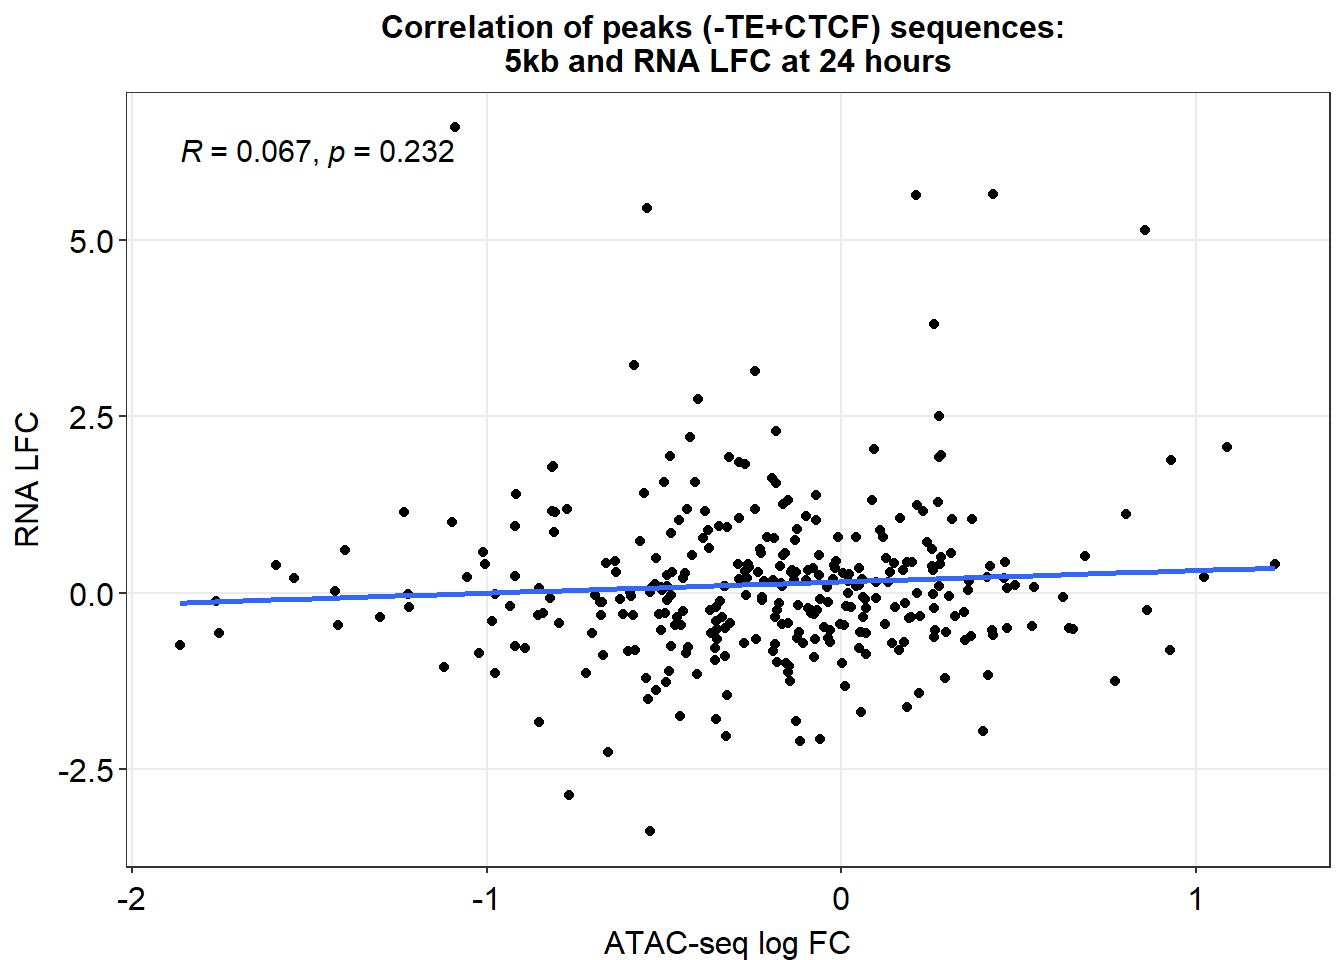 Correlation of peaks (-TE+CTCF) sequences:
5kb and RNA LFC at 24 hours
R = 0.067, p = 0.232
5.0
2.5
0.0
-2.5
RNA LFC
-2
-1
0
1
ATAC-seq log FC